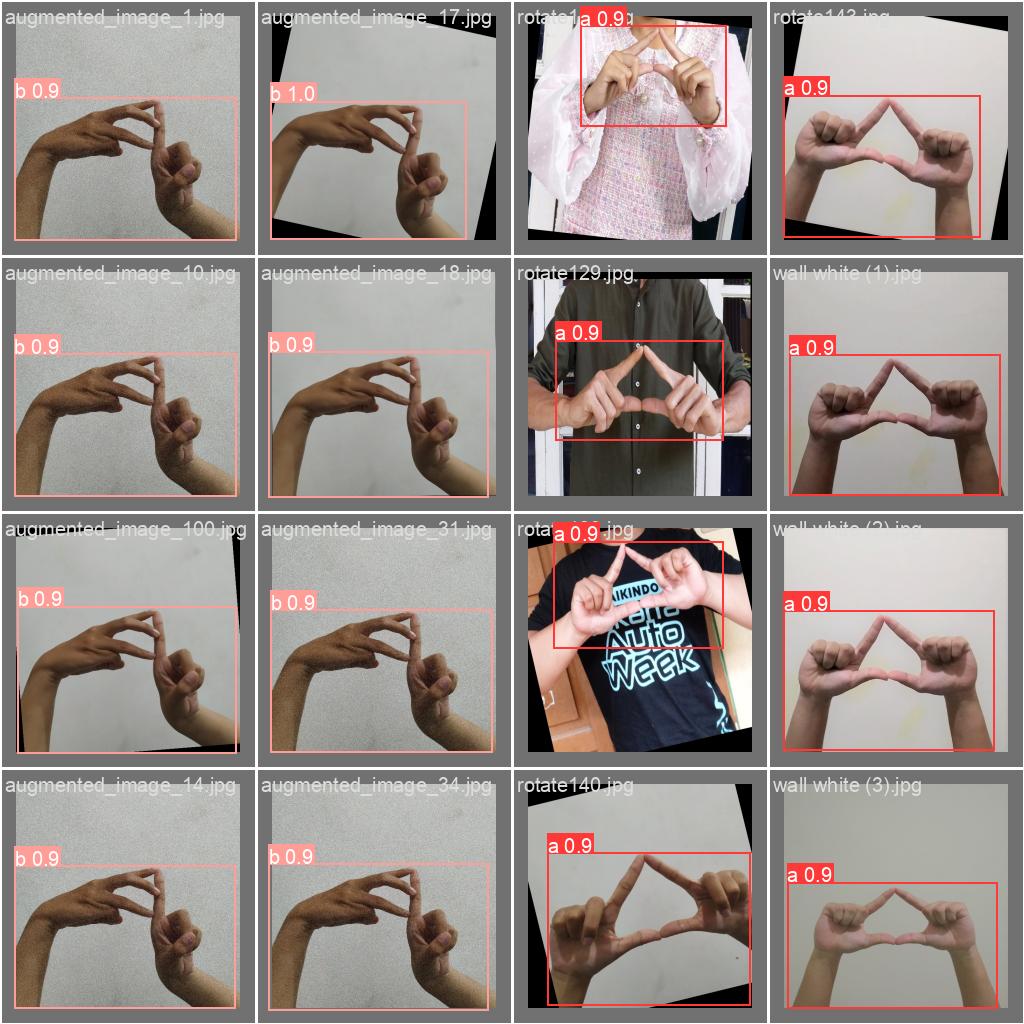 augmented_image_1.jpg
b 0.9
augmented_image_17.jpg
b 1.0
a 0.9
rotate143.jpg
a 0.9
augmented_image_10.jpg
b 0.9
augmented_image_18.jpg
b 0.9
rotate129.jpg
a 0.9
wall white (1).jpg
a 0.9
augmented_image_100.jpg
b 0.9
augmented_image_31.jpg
b 0.9
a 0.9
AIKINDO
Auto
Week
wall white (2).jpg
a 0.9
augmented_image_14.jpg
b 0.9
augmented_image_34.jpg
b 0.9
rotate140.jpg
a 0.9
wall white (3).jpg
a 0.9